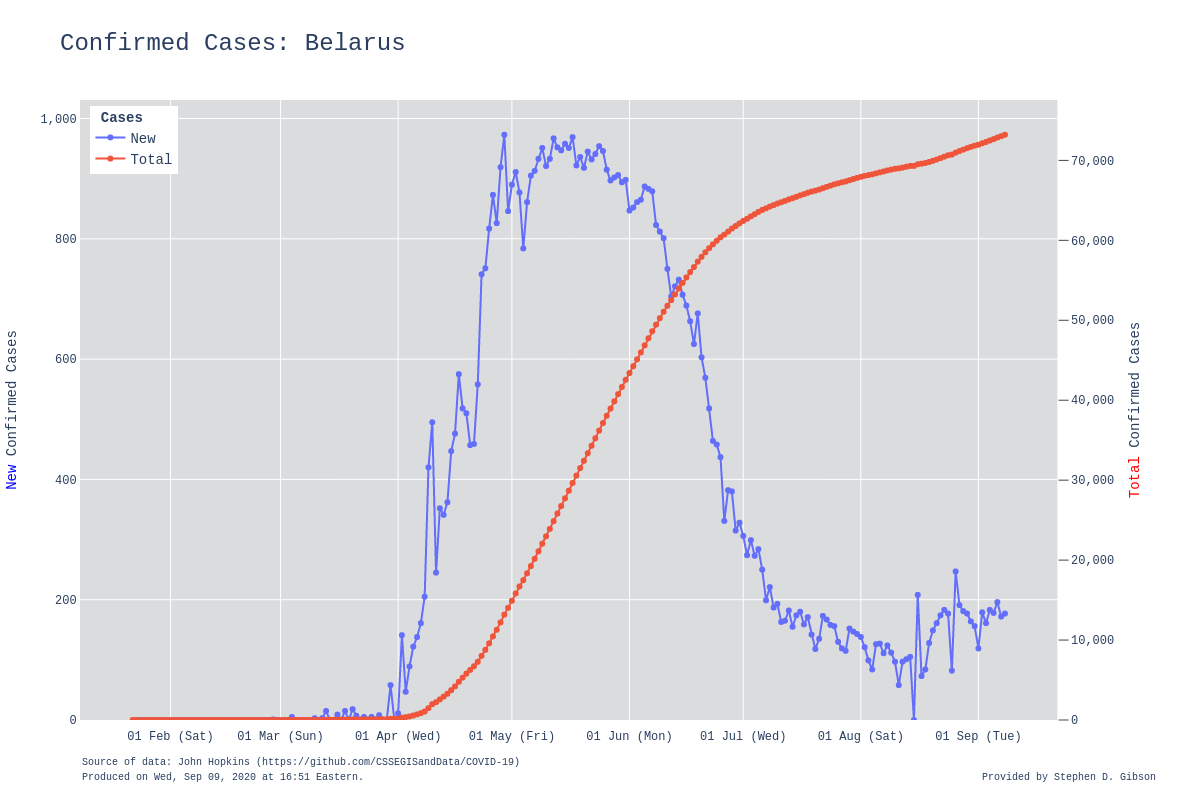 Confirmed Cases: Belarus
Cases
New
Total
1,000
800
600
400
200
0
New Confirmed Cases
70,000
60,000
50,000
40,000
30,000
20,000
10,000
0
Total Confirmed Cases
01 Feb (Sat)
01 Mar (Sun)
01 Apr (Wed)
01 May (Fri)
01 Jun (Mon)
01 Jul (Wed)
01 Aug (Sat)
01 Sep (Tue)
Source of data: John Hopkins (https://github.com/CSSEGISandData/COVID-19)
Produced on Wed, Sep 09, 2020 at 16:51 Eastern.
Provided by Stephen D. Gibson